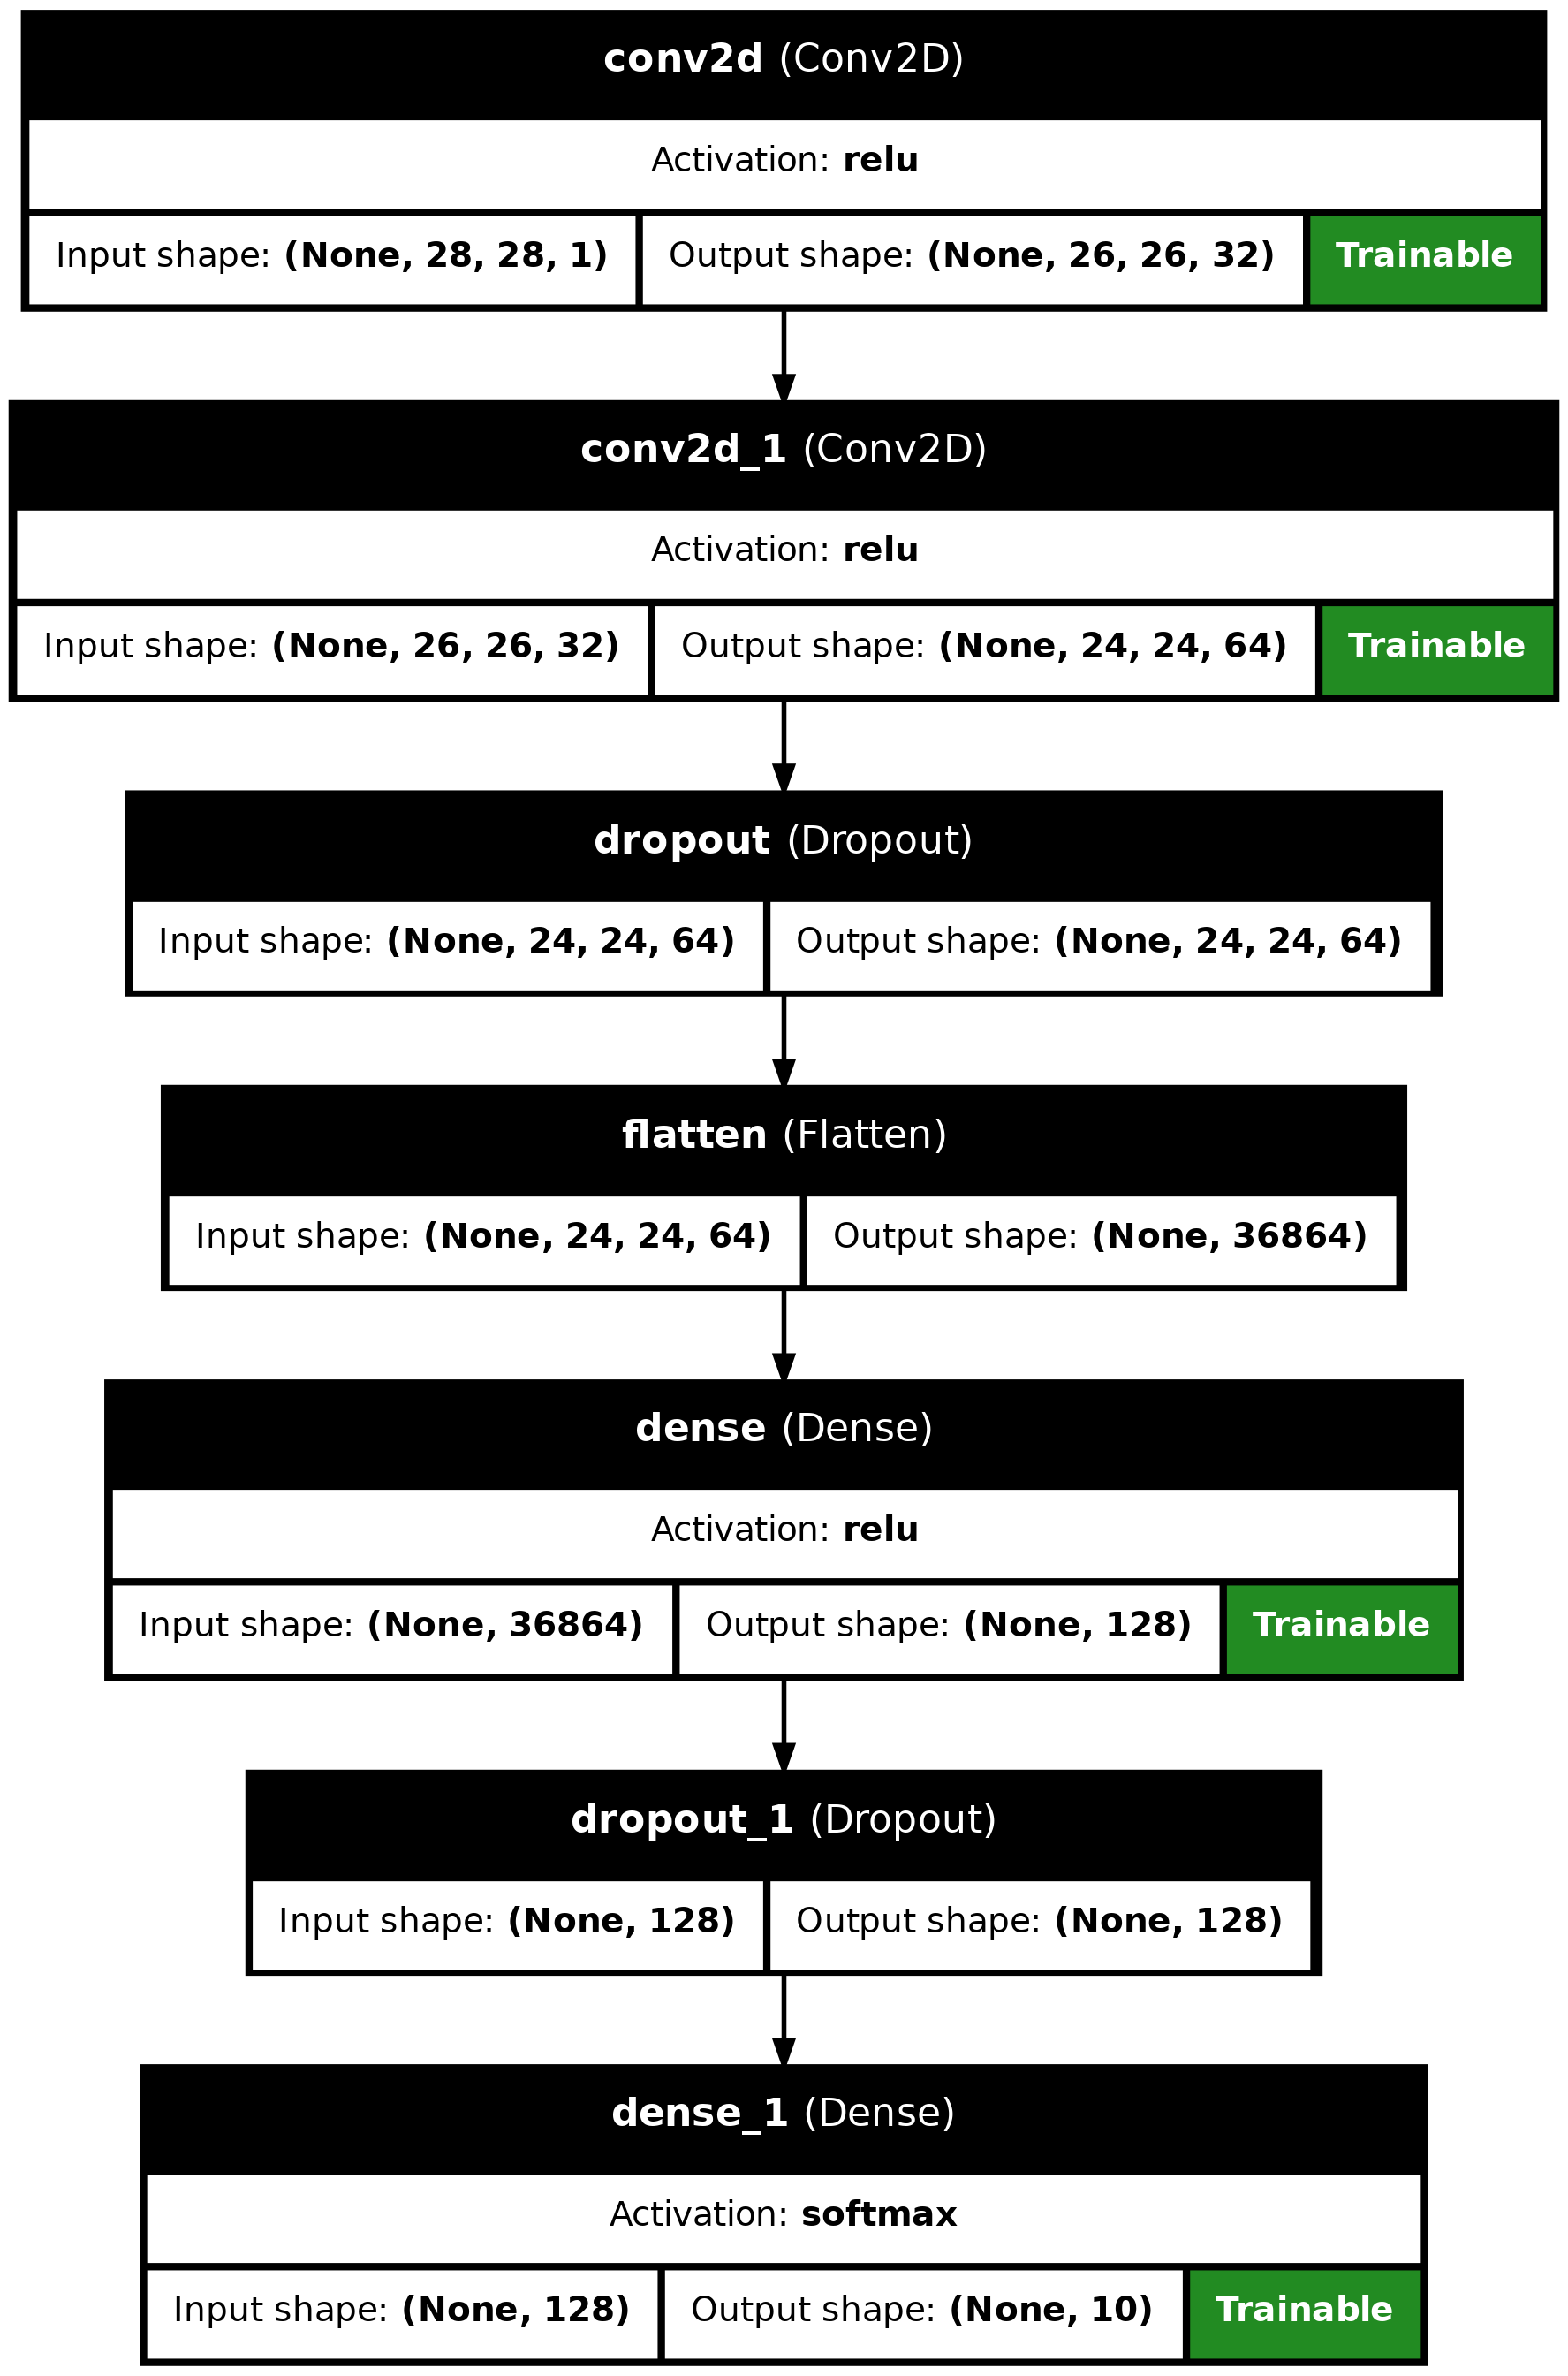 conv2d (Conv2D)
Activation: relu
Input shape: (None, 28, 28, 1) Output shape: (None, 26, 26, 32) Trainable
conv2d_1 (Conv2D)
Activation: relu
Input shape: (None, 26, 26, 32) Output shape: (None, 24, 24, 64) Trainable
dropout (Dropout)
Input shape: (None, 24, 24, 64) Output shape: (None, 24, 24, 64)
flatten (Flatten)
Input shape: (None, 24, 24, 64) Output shape: (None, 36864)
dense (Dense)
Activation: relu
Input shape: (None, 36864) Output shape: (None, 128) Trainable
dropout_1 (Dropout)
Input shape: (None, 128) Output shape: (None, 128)
dense_1 (Dense)
Activation: softmax
Input shape: (None, 128) Output shape: (None, 10) Trainable